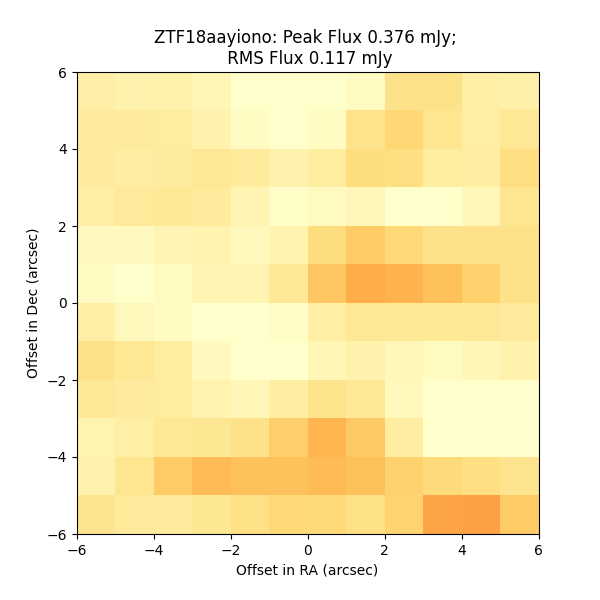 ZTF18aayiono: Peak Flux 0.376 mJy;
RMS Flux 0.117 mJy
6
4
2
0
−2
−4
−6
Offset in Dec (arcsec)
−6 −4 −2 0 2 4 6
Offset in RA (arcsec)